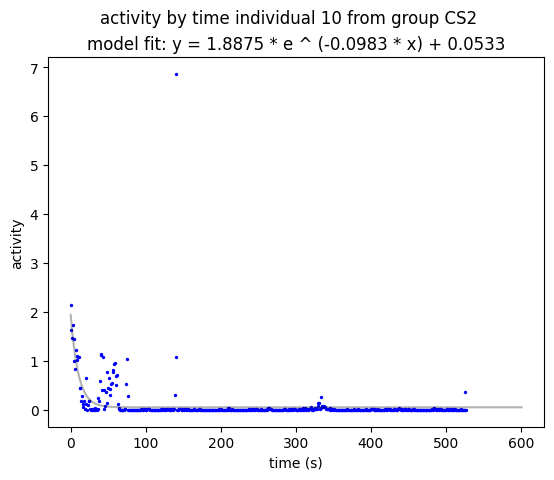 activity by time individual 10 from group CS2
model fit: y = 1.8875 * e ^ (-0.0983 * x) + 0.0533
7
6
5
4
3
2
1
0
activity
0 100 200 300 400 500 600
time (s)